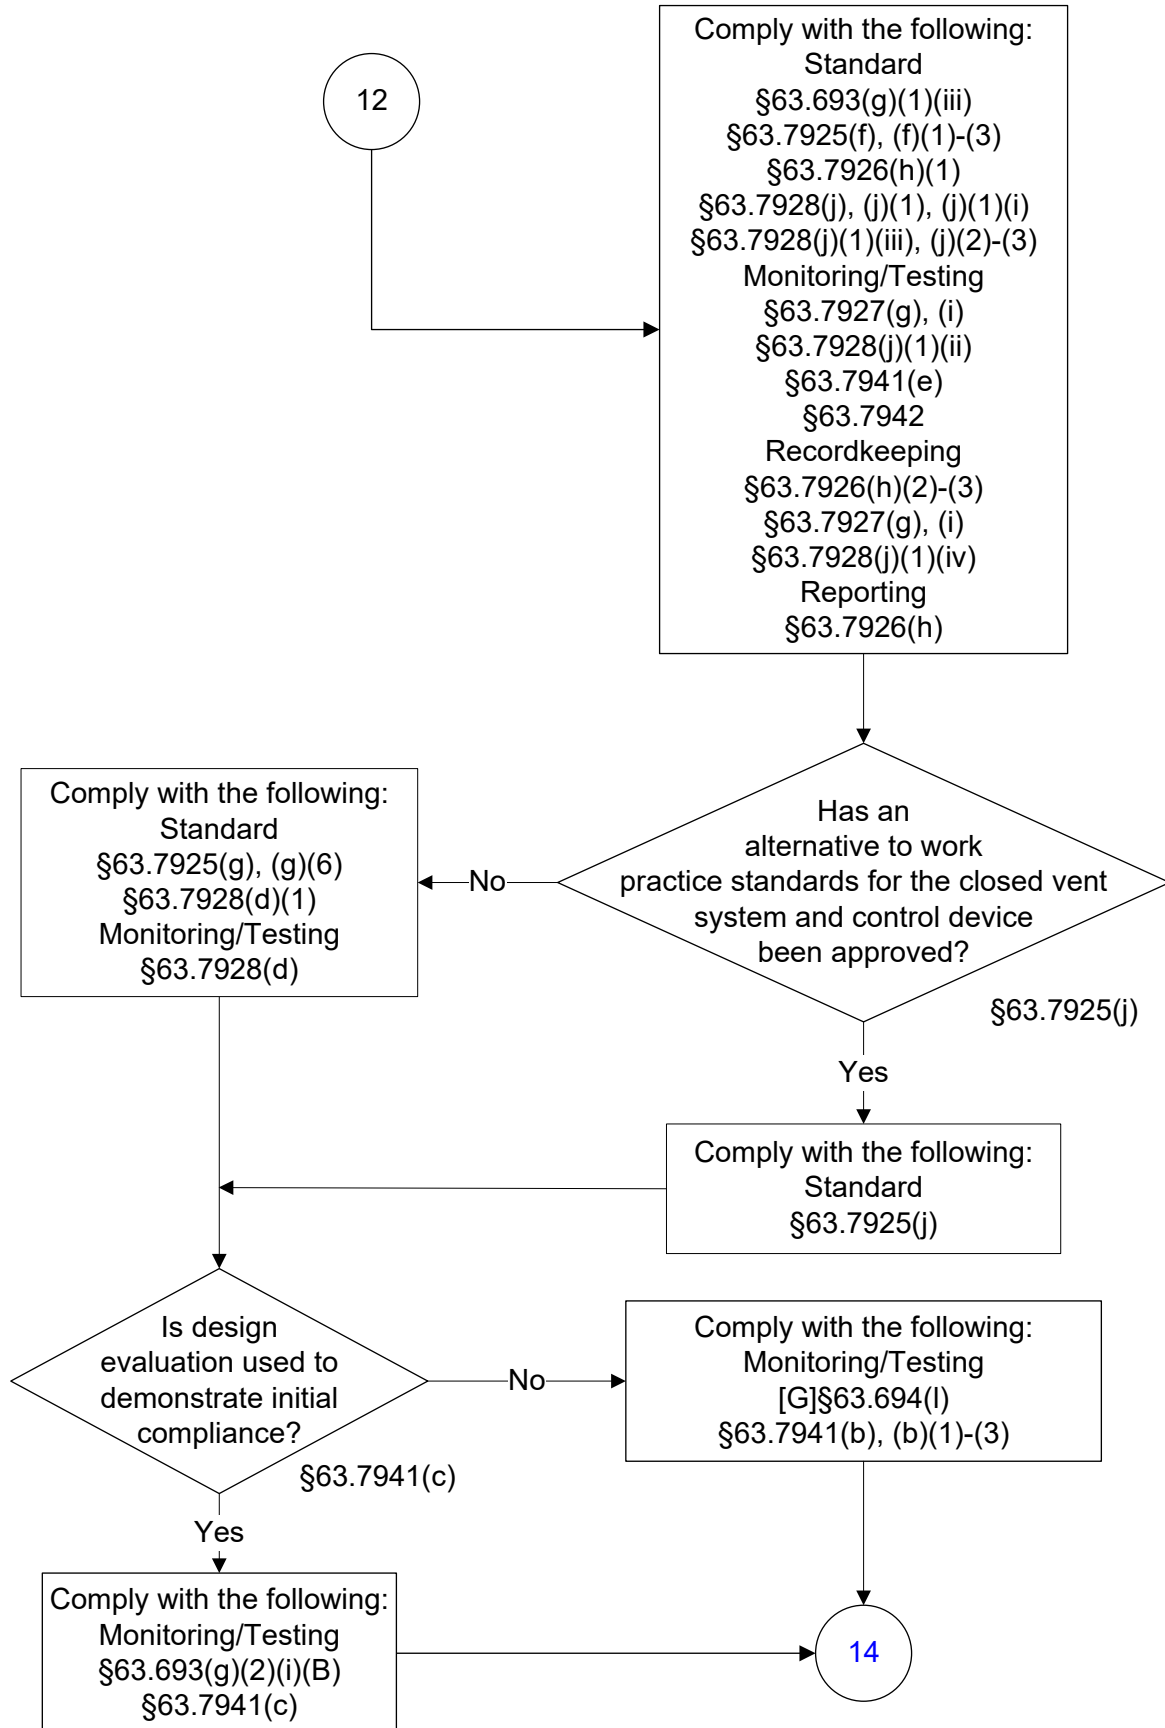 12
Comply with the following:
Standard
§63.693(g)(1)(iii)
§63.7925(f), (f)(1)-(3)
§63.7926(h)(1)
§63.7928(j), (j)(1), (j)(1)(i)
§63.7928(j)(1)(iii), (j)(2)-(3)
Monitoring/Testing
§63.7927(g), (i)
§63.7928(j)(1)(ii)
§63.7941(e)
§63.7942
Recordkeeping
§63.7926(h)(2)-(3)
§63.7927(g), (i)
§63.7928(j)(1)(iv)
Reporting
§63.7926(h)
Has an
alternative to work
practice standards for the closed vent
system and control device
been approved?
§63.7925(j)
No
Comply with the following:
Standard
§63.7925(g), (g)(6)
§63.7928(d)(1)
Monitoring/Testing
§63.7928(d)
Yes
Comply with the following:
Standard
§63.7925(j)
Is design
evaluation used to
demonstrate initial
compliance?
§63.7941(c)
No
Comply with the following:
Monitoring/Testing
[G]§63.694(l)
§63.7941(b), (b)(1)-(3)
Yes
Comply with the following:
Monitoring/Testing
§63.693(g)(2)(i)(B)
§63.7941(c)
14